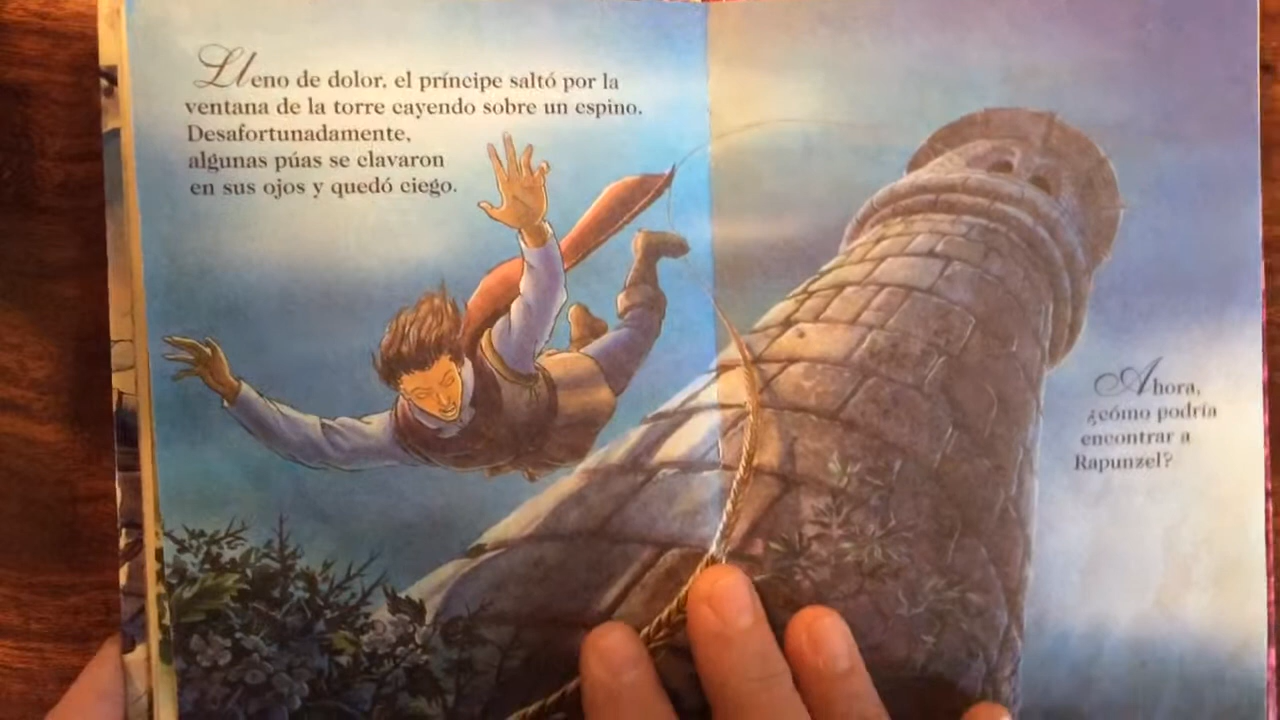 Lleno de dolor, el príncipe saltó por la
ventana de la torre cayendo sobre un espino.
Desafortunadamente,
algunas púas se clavaron
en sus ojos y quedó ciego.
Ahora,
¿cómo podría
encontrar a
Rapunzel?